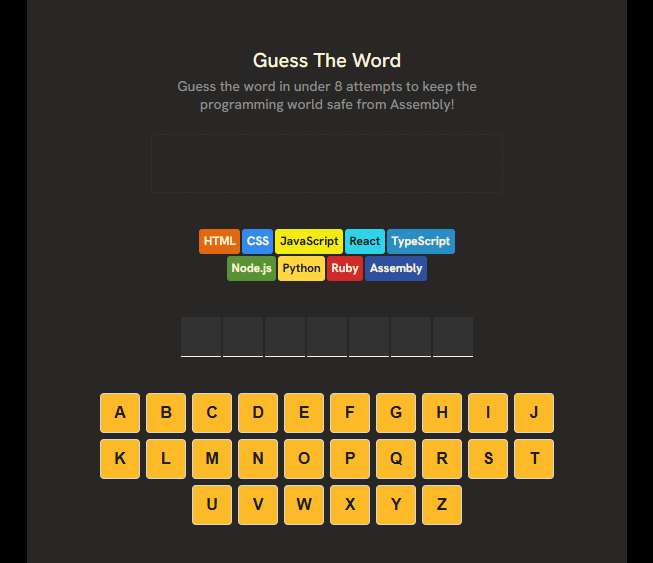 Guess The Word
Guess the word in under 8 attempts to keep the
programming world safe from Assembly!
HTML CSS JavaScript React TypeScript
Node.js Python Ruby Assembly
A B C D E F G H I J
K L M N O P Q R S T
U V W X Y Z